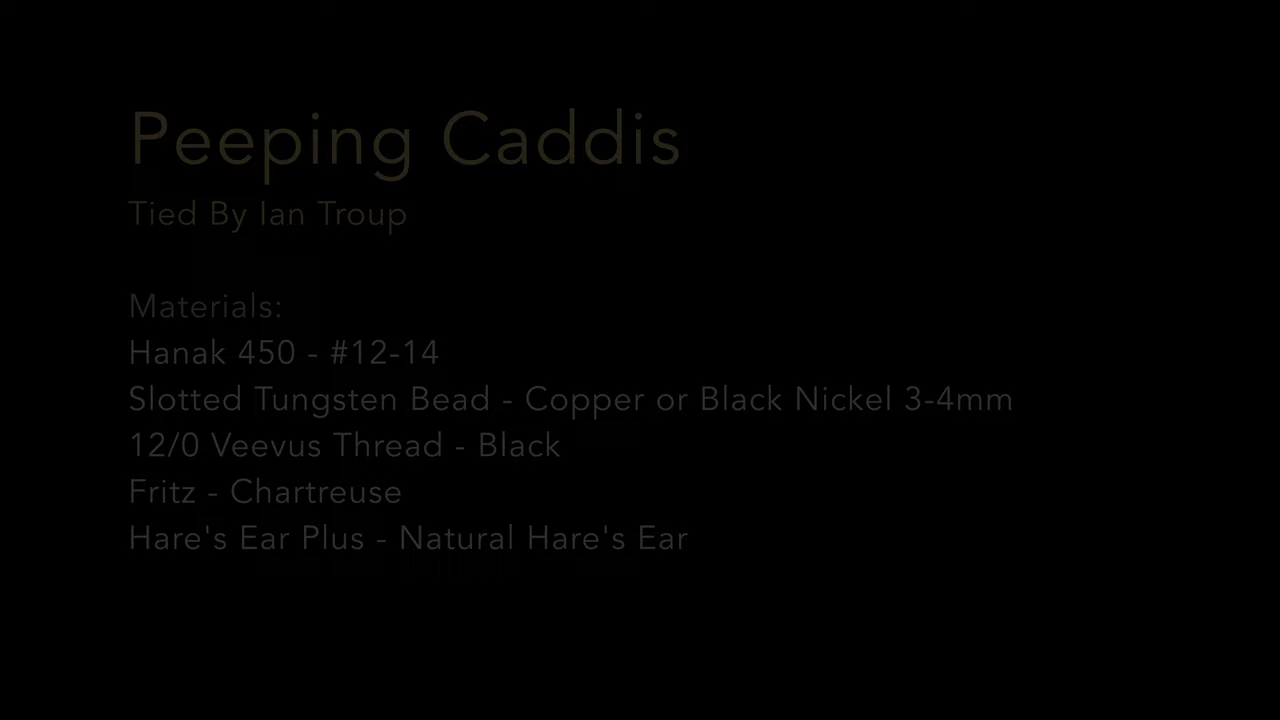 Peeping Caddis
Tied By Ian Troup
Materials:
Hanak 450 - #12-14
Slotted Tungsten Bead - Copper or Black Nickel 3-4mm
12/0 Veevus Thread - Black
Fritz - Chartreuse
Hare's Ear Plus - Natural Hare's Ear